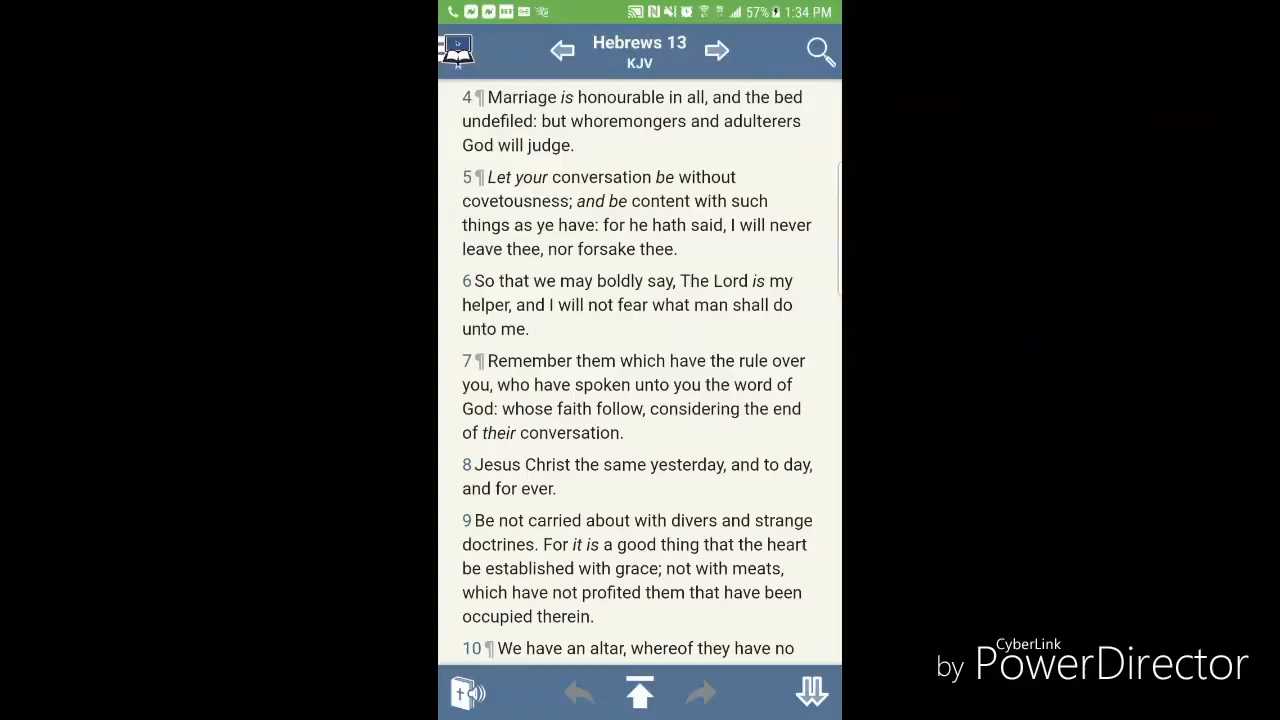 57% 1:34 PM
Hebrews 13
KJV
4 ¶ Marriage is honourable in all, and the bed
undefiled: but whoremongers and adulterers
God will judge.
5 ¶ Let your conversation be without
covetousness; and be content with such
things as ye have: for he hath said, I will never
leave thee, nor forsake thee.
6 So that we may boldly say, The Lord is my
helper, and I will not fear what man shall do
unto me.
7 ¶ Remember them which have the rule over
you, who have spoken unto you the word of
God: whose faith follow, considering the end
of their conversation.
8 Jesus Christ the same yesterday, and to day,
and for ever.
9 Be not carried about with divers and strange
doctrines. For it is a good thing that the heart
be established with grace; not with meats,
which have not profited them that have been
occupied therein.
10 ¶ We have an altar, whereof they have no
CyberLink
by PowerDirector